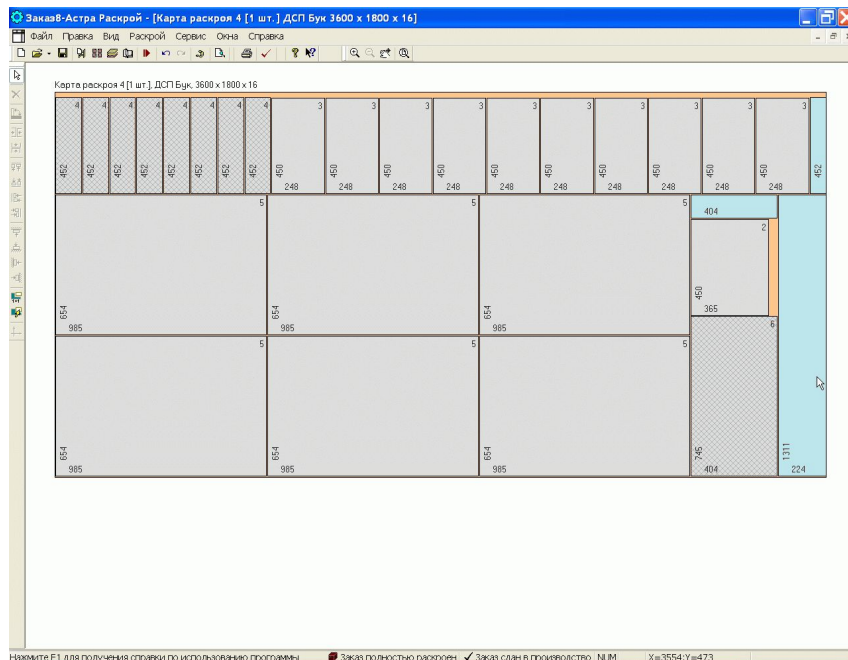 Заказ8-Астра Раскрой - [Карта раскроя 4 [1 шт.] ДСП Бук 3600 x 1800 x 16]
Файл Правка Вид Раскрой Сервис Окна Справка
Карта раскроя 4 [1 шт.], ДСП Бук, 3600 x 1800 x 16
4 4 4 4 4 4 4 4 3 3 3 3 3 3 3 3 3 3
452 452 452 452 452 452 452 452 450 450 450 450 450 450 450 450 450 450 452
248 248 248 248 248 248 248 248 248 248
5 5 5 404
2
654 654 654 450
985 985 985 365
6
5 5 5
654 654 654 746 1311
985 985 985 404 224
Нажмите F1 для получения справки по использованию программы Заказ полностью раскроен Заказ сдан в производство NUM X=3554;Y=473